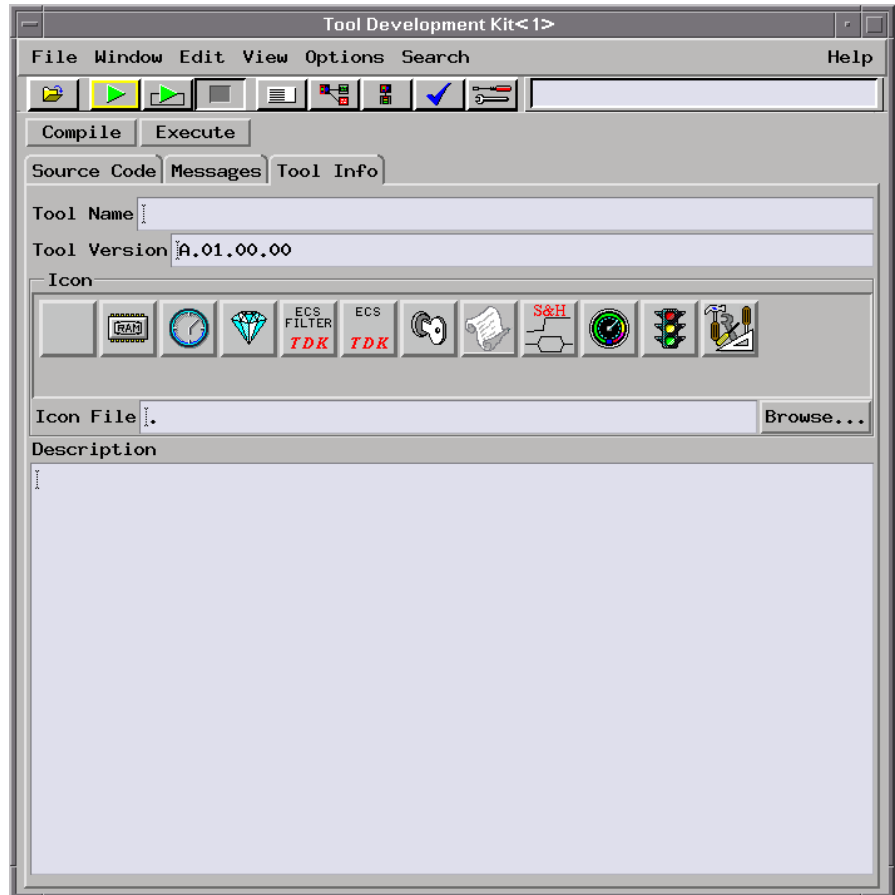 Tool Development Kit<1>
File Window Edit View Options Search Help
Compile Execute
Source Code Messages Tool Info
Tool Name
Tool Version A.01.00.00
Icon
RAM
ECS FILTER TDK
ECS TDK
S&H
Icon File . Browse...
Description